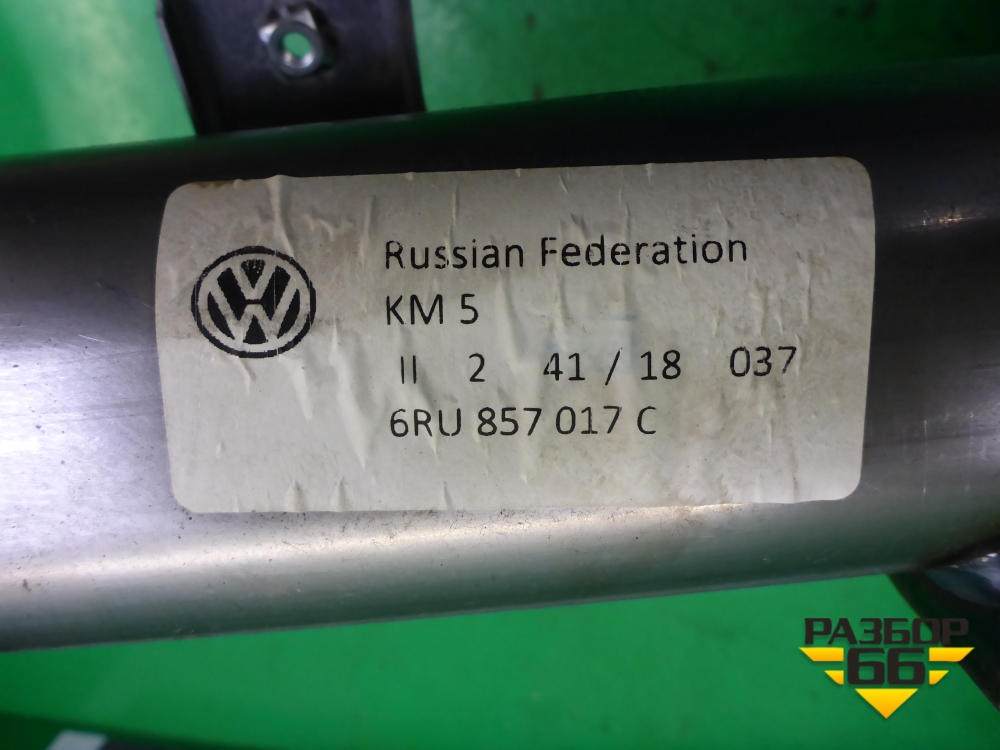 Russian Federation
KM 5
II 2 41 / 18 037
6RU 857 017 C
РАЗБОР
66